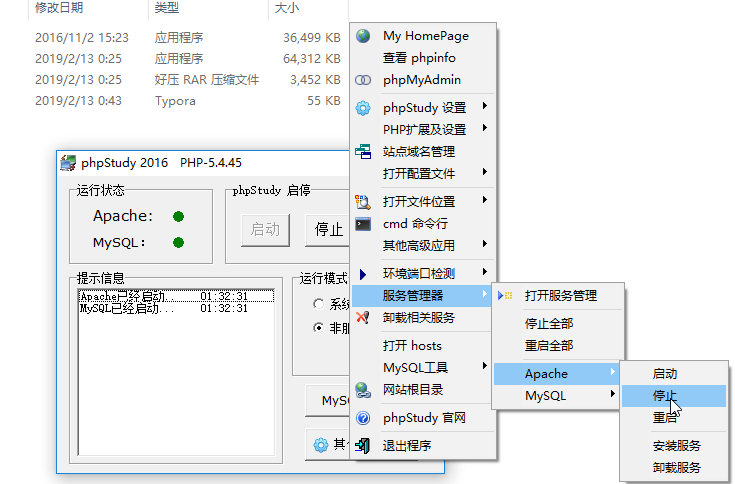 修改日期 类型 大小
2016/11/2 15:23 应用程序 36,499 KB
2019/2/13 0:25 应用程序 64,312 KB
2019/2/13 0:25 好压 RAR 压缩文件 3,452 KB
2019/2/13 0:43 Typora 55 KB
phpStudy 2016 PHP-5.4.45
运行状态
Apache:
MySQL:
phpStudy 启停
启动 停止
提示信息
Apache已经启动... 01:32:31
MySQL已经启动... 01:32:31
运行模式
系统
非服
MySQ
其他
My HomePage
查看 phpinfo
phpMyAdmin
phpStudy 设置
PHP扩展及设置
站点域名管理
打开配置文件
打开文件位置
cmd 命令行
其他高级应用
环境端口检测
服务管理器
卸载相关服务
打开 hosts
MySQL工具
网站根目录
phpStudy 官网
退出程序
打开服务管理
停止全部
重启全部
Apache
MySQL
启动
停止
重启
安装服务
卸载服务